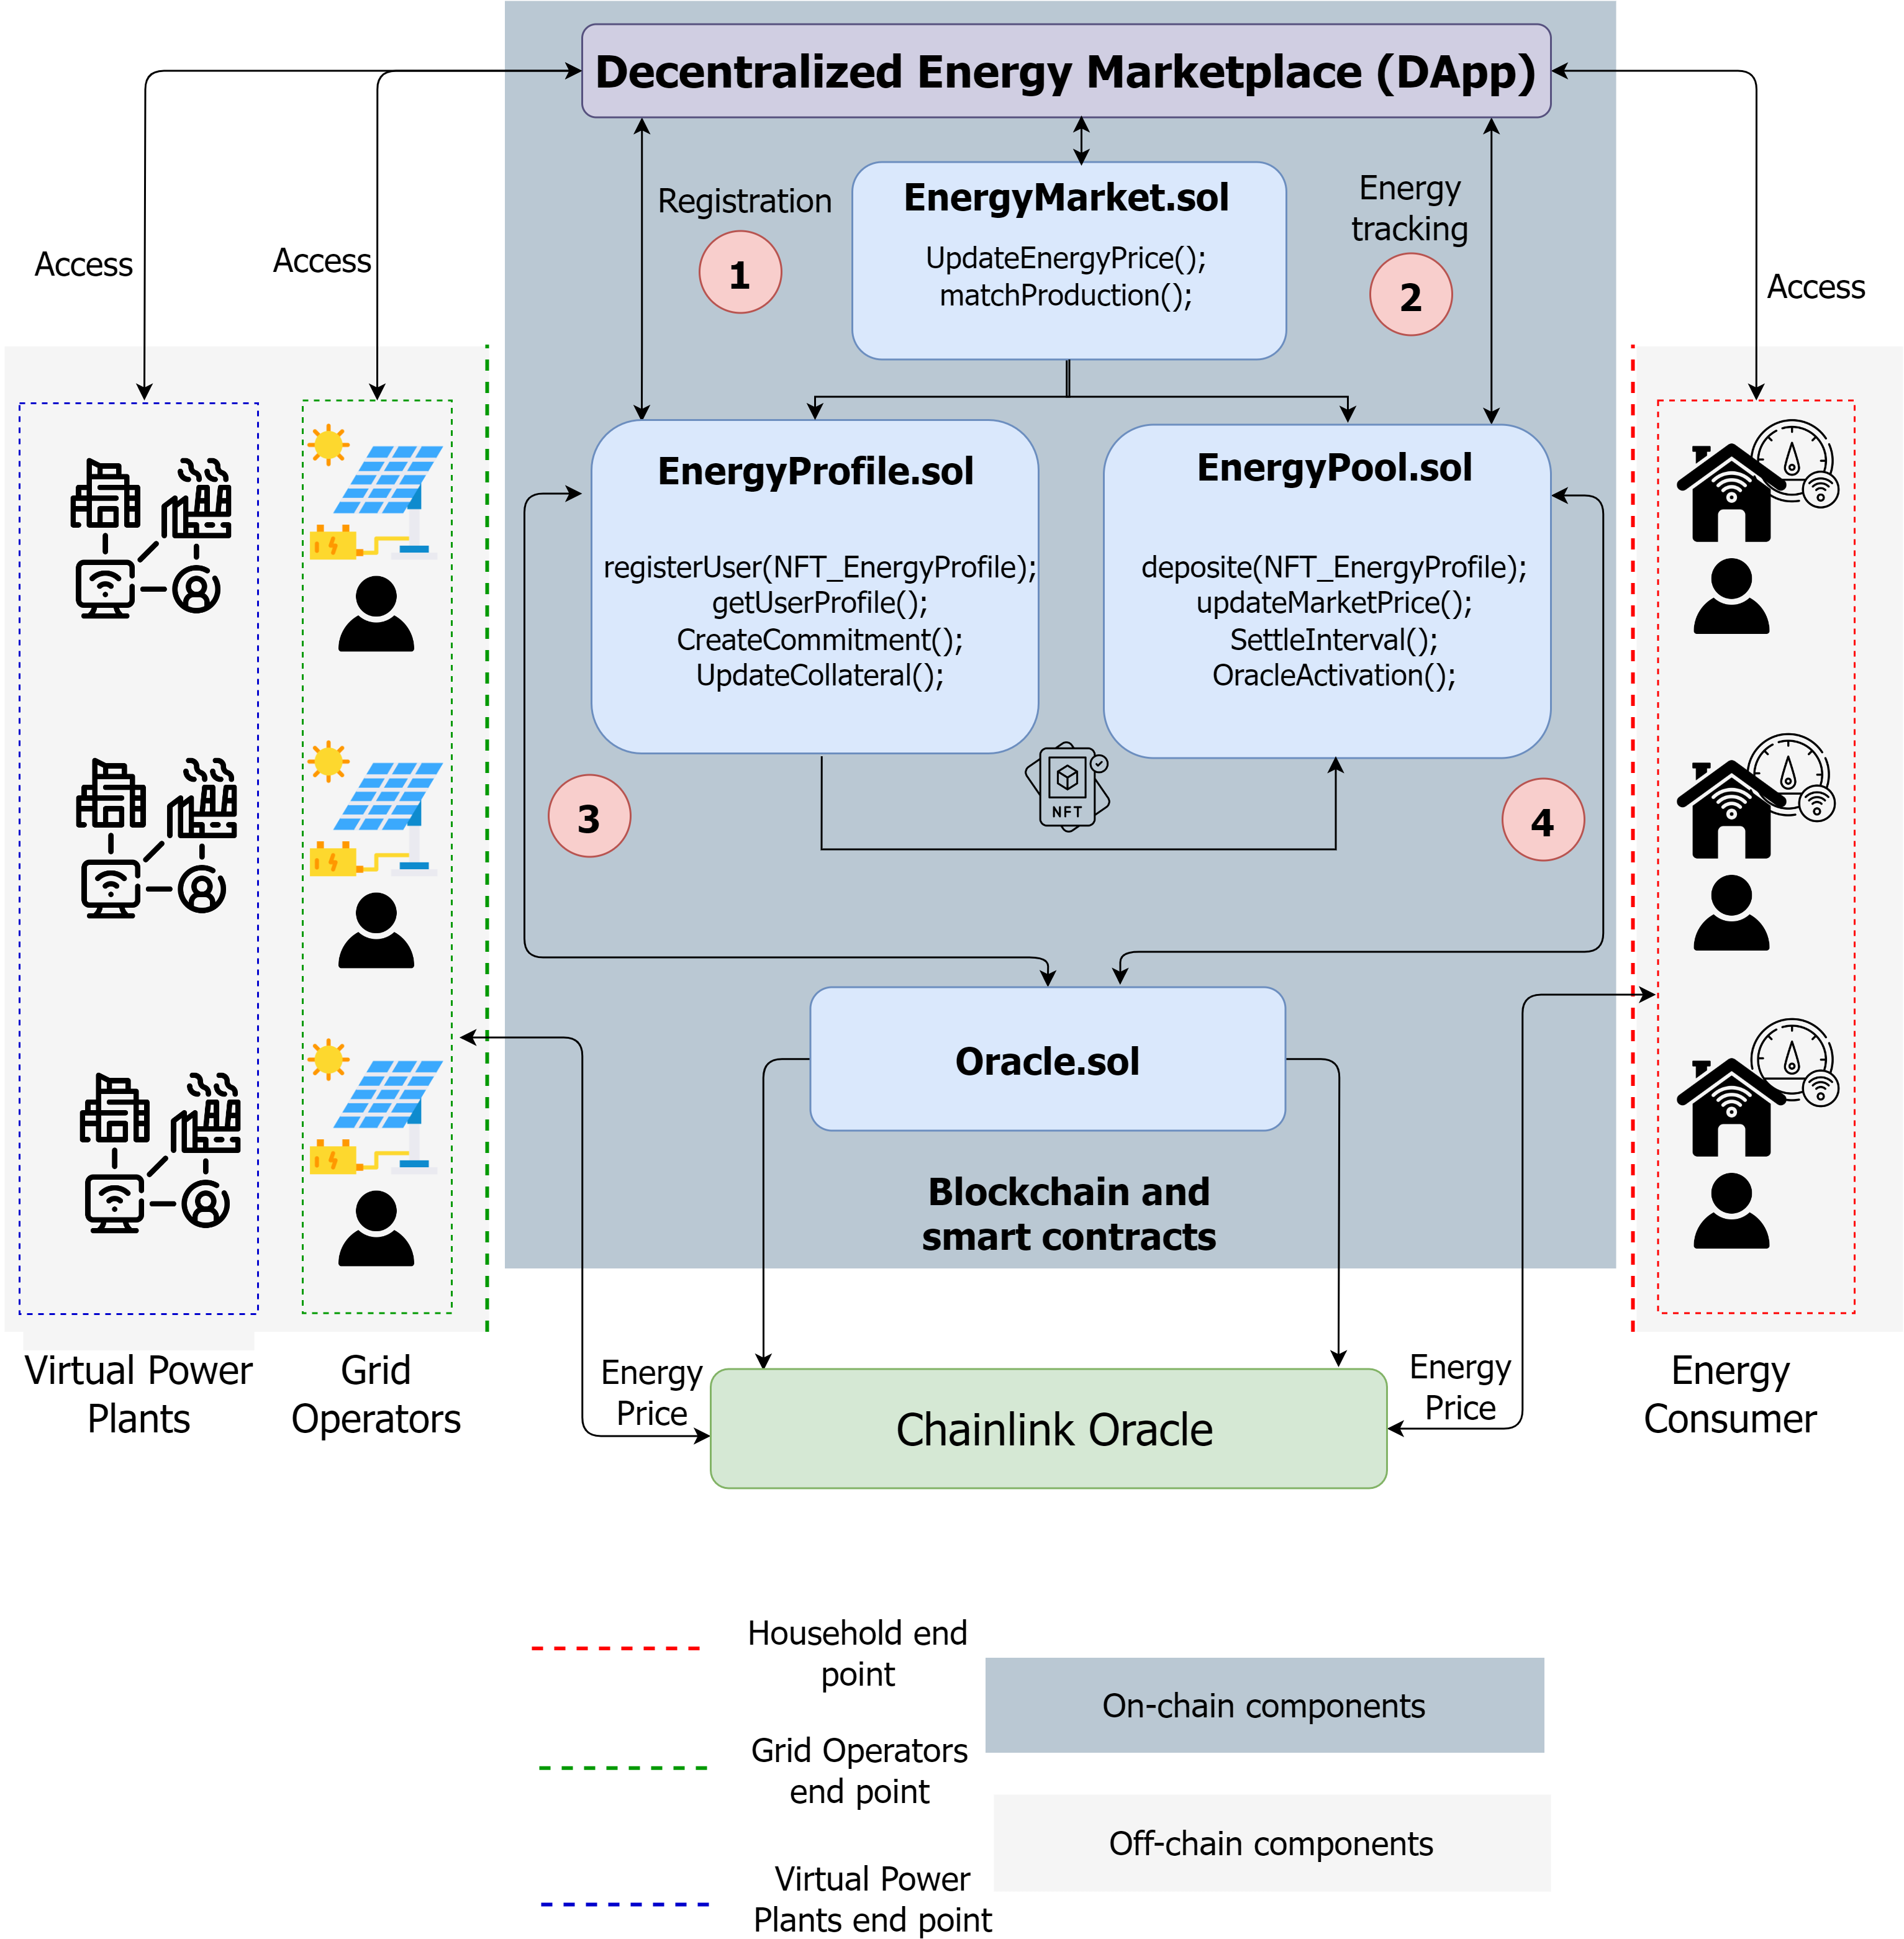 Decentralized Energy Marketplace (DApp)
Registration
1
EnergyMarket.sol
UpdateEnergyPrice();
matchProduction();
Energy
tracking
2
Access
Access
Access
EnergyProfile.sol
registerUser(NFT_EnergyProfile);
getUserProfile();
CreateCommitment();
UpdateCollateral();
EnergyPool.sol
deposite(NFT_EnergyProfile);
updateMarketPrice();
SettleInterval();
OracleActivation();
NFT
3
4
Oracle.sol
Blockchain and
smart contracts
Virtual Power
Plants
Grid
Operators
Energy
Price
Chainlink Oracle
Energy
Price
Energy
Consumer
Household end
point
On-chain components
Grid Operators
end point
Off-chain components
Virtual Power
Plants end point